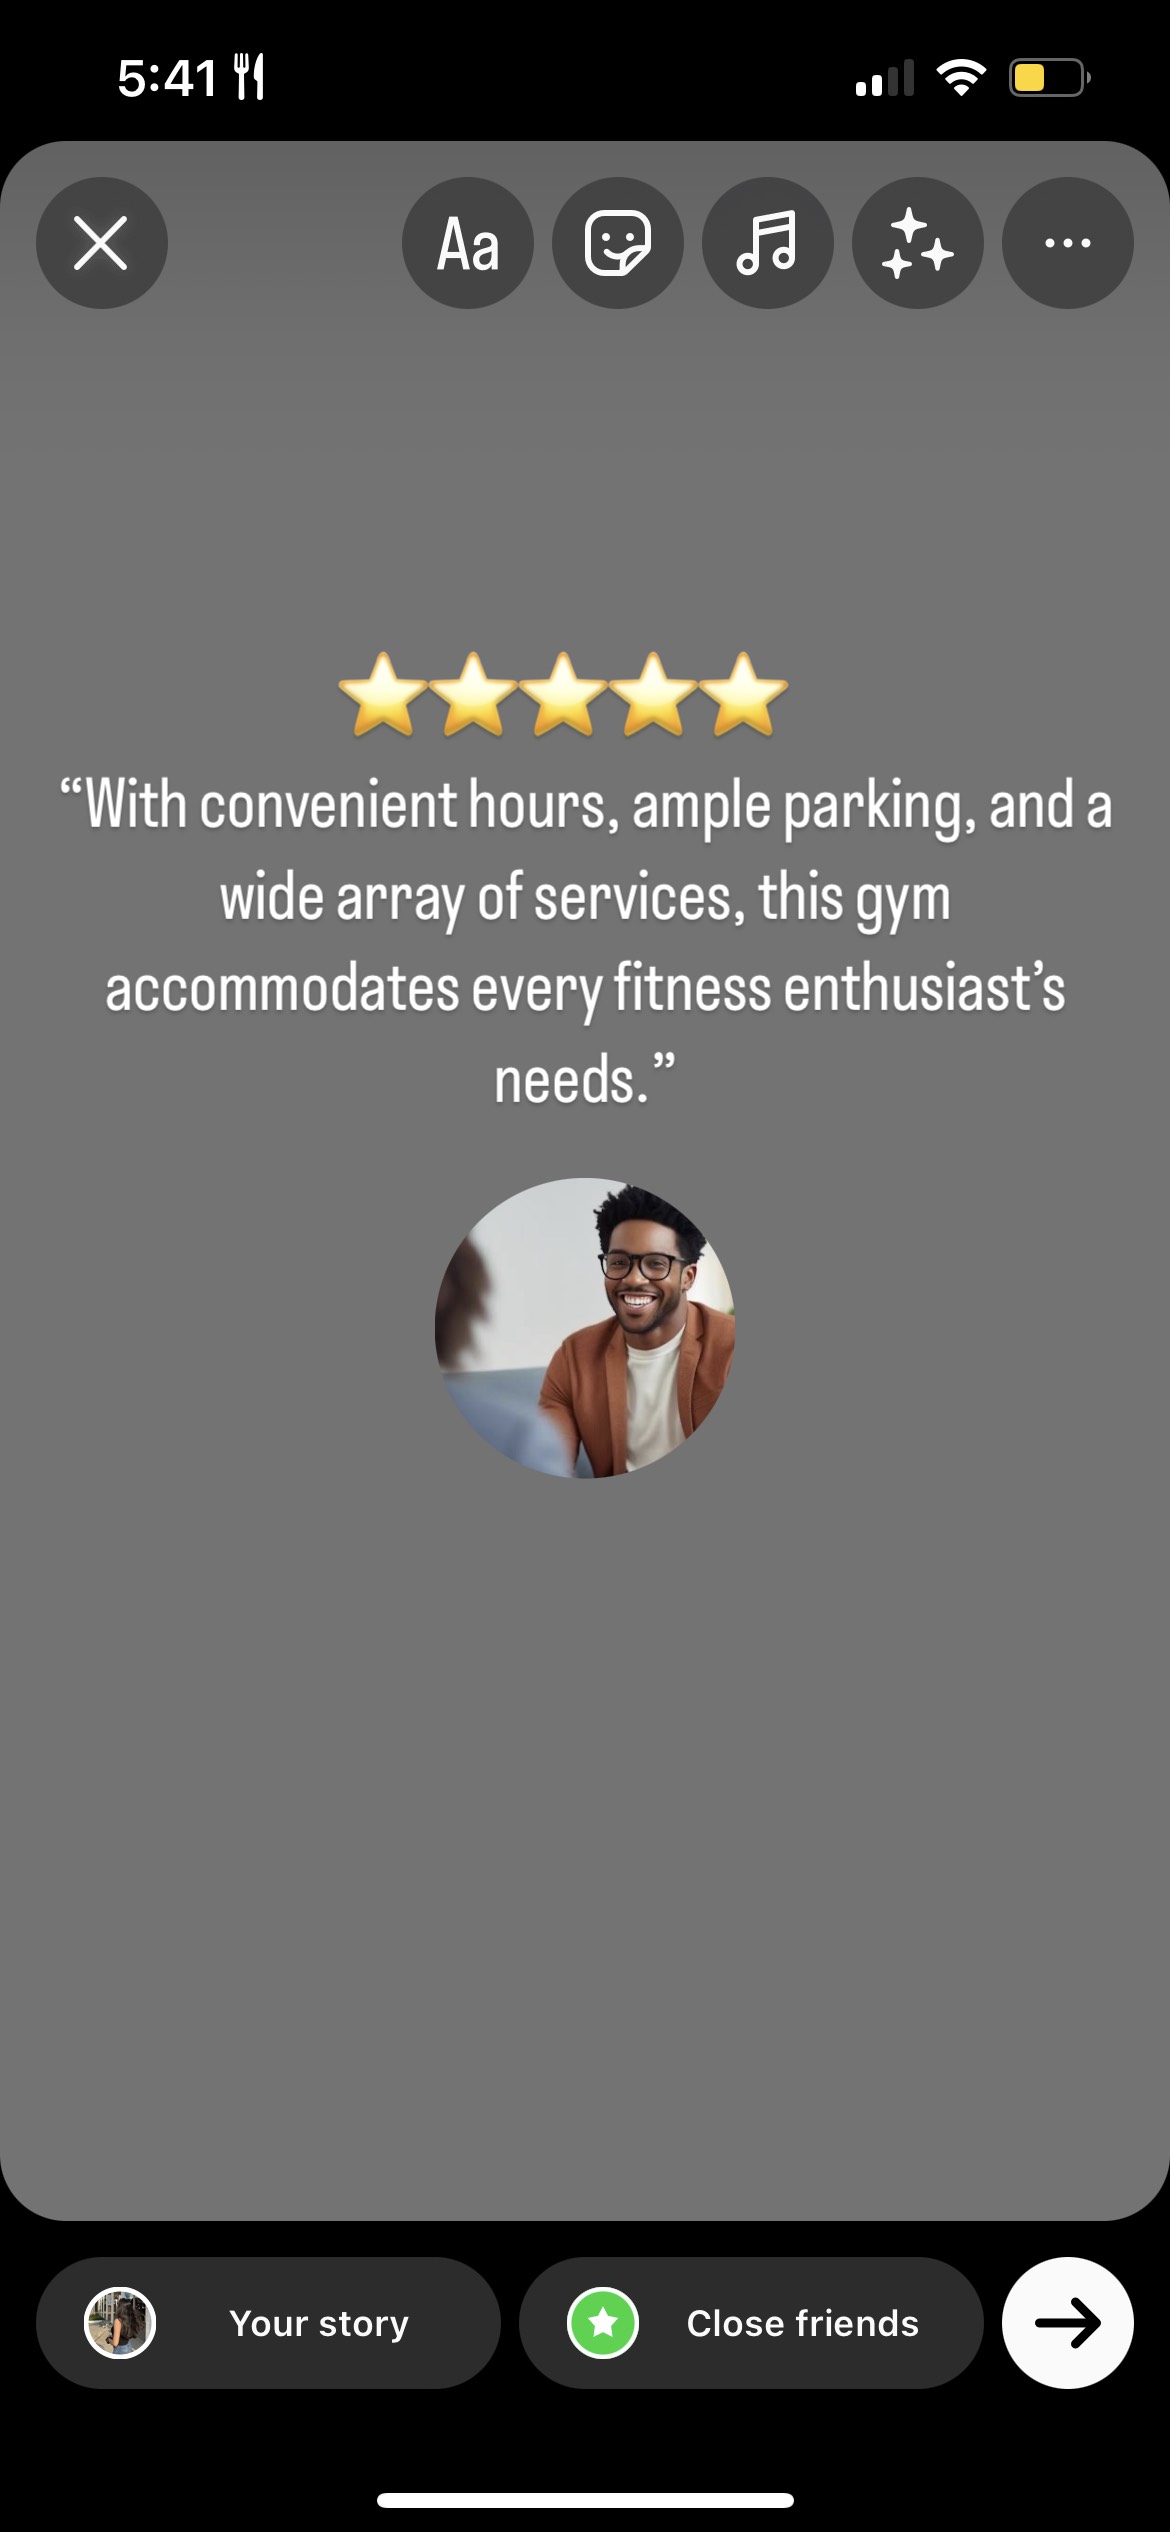 5:41
Aa
“With convenient hours, ample parking, and a
wide array of services, this gym
accommodates every fitness enthusiast’s
needs.”
Your story
Close friends